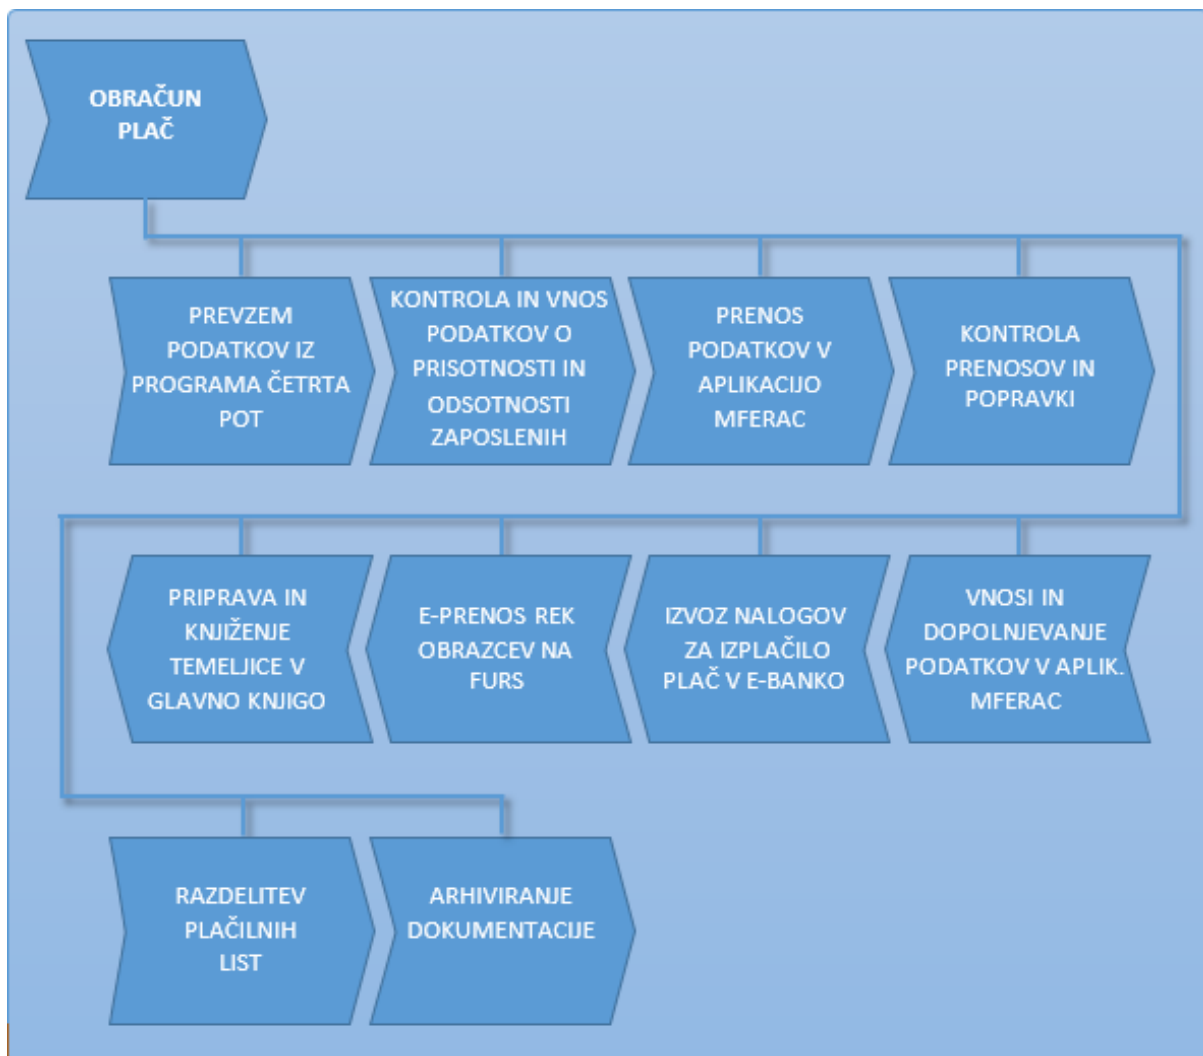 OBRAČUN
PLAČ
PREVZEM
PODATKOV IZ
PROGRAMA ČETRTA
POT
KONTROLA IN VNOS
PODATKOV O
PRISOTNOSTI IN
ODSOTNOSTI
ZAPOSLENIH
PRENOS
PODATKOV V
APLIKACIJO
MFERAC
KONTROLA
PRENOSOV IN
POPRAVKI
VNOSI IN
DOPOLNJEVANJE
PODATKOV V APLIK.
MFERAC
IZVOZ NALOGOV
ZA IZPLAČILO
PLAČ V E-BANKO
E-PRENOS REK
OBRAZCEV NA
FURS
PRIPRAVA IN
KNJIŽENJE
TEMELJICE V
GLAVNO KNJIGO
RAZDELITEV
PLAČILNIH
LIST
ARHIVIRANJE
DOKUMENTACIJE